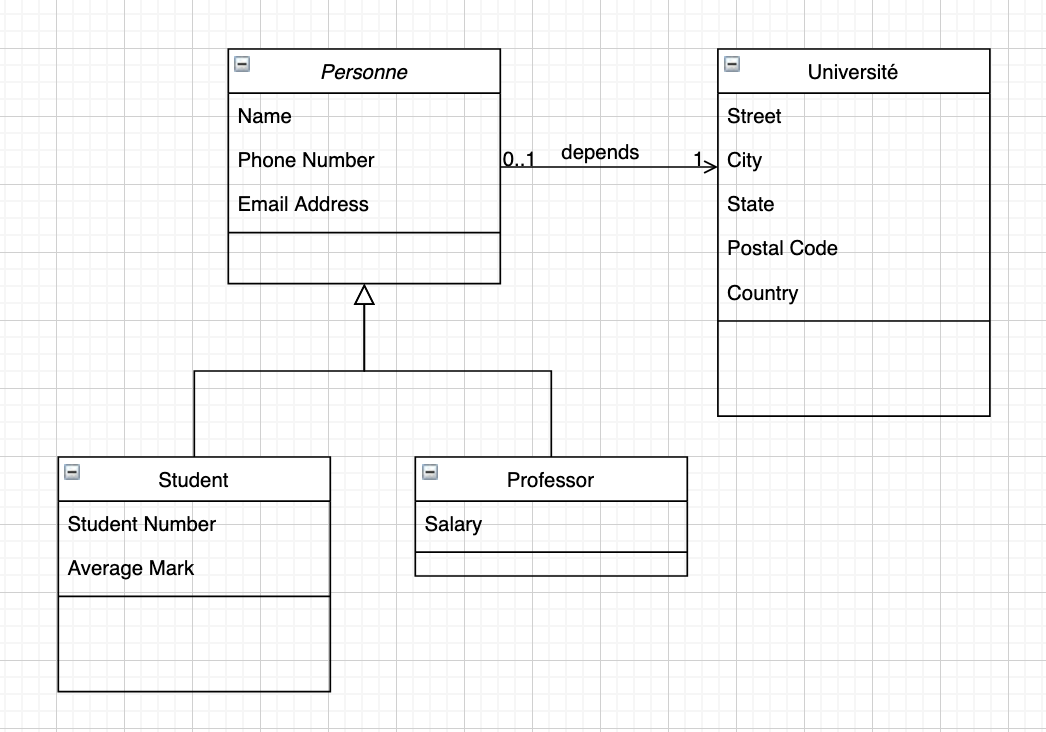 Personne
Name
Phone Number
Email Address
0..1
depends
1
Université
Street
City
State
Postal Code
Country
Student
Student Number
Average Mark
Professor
Salary